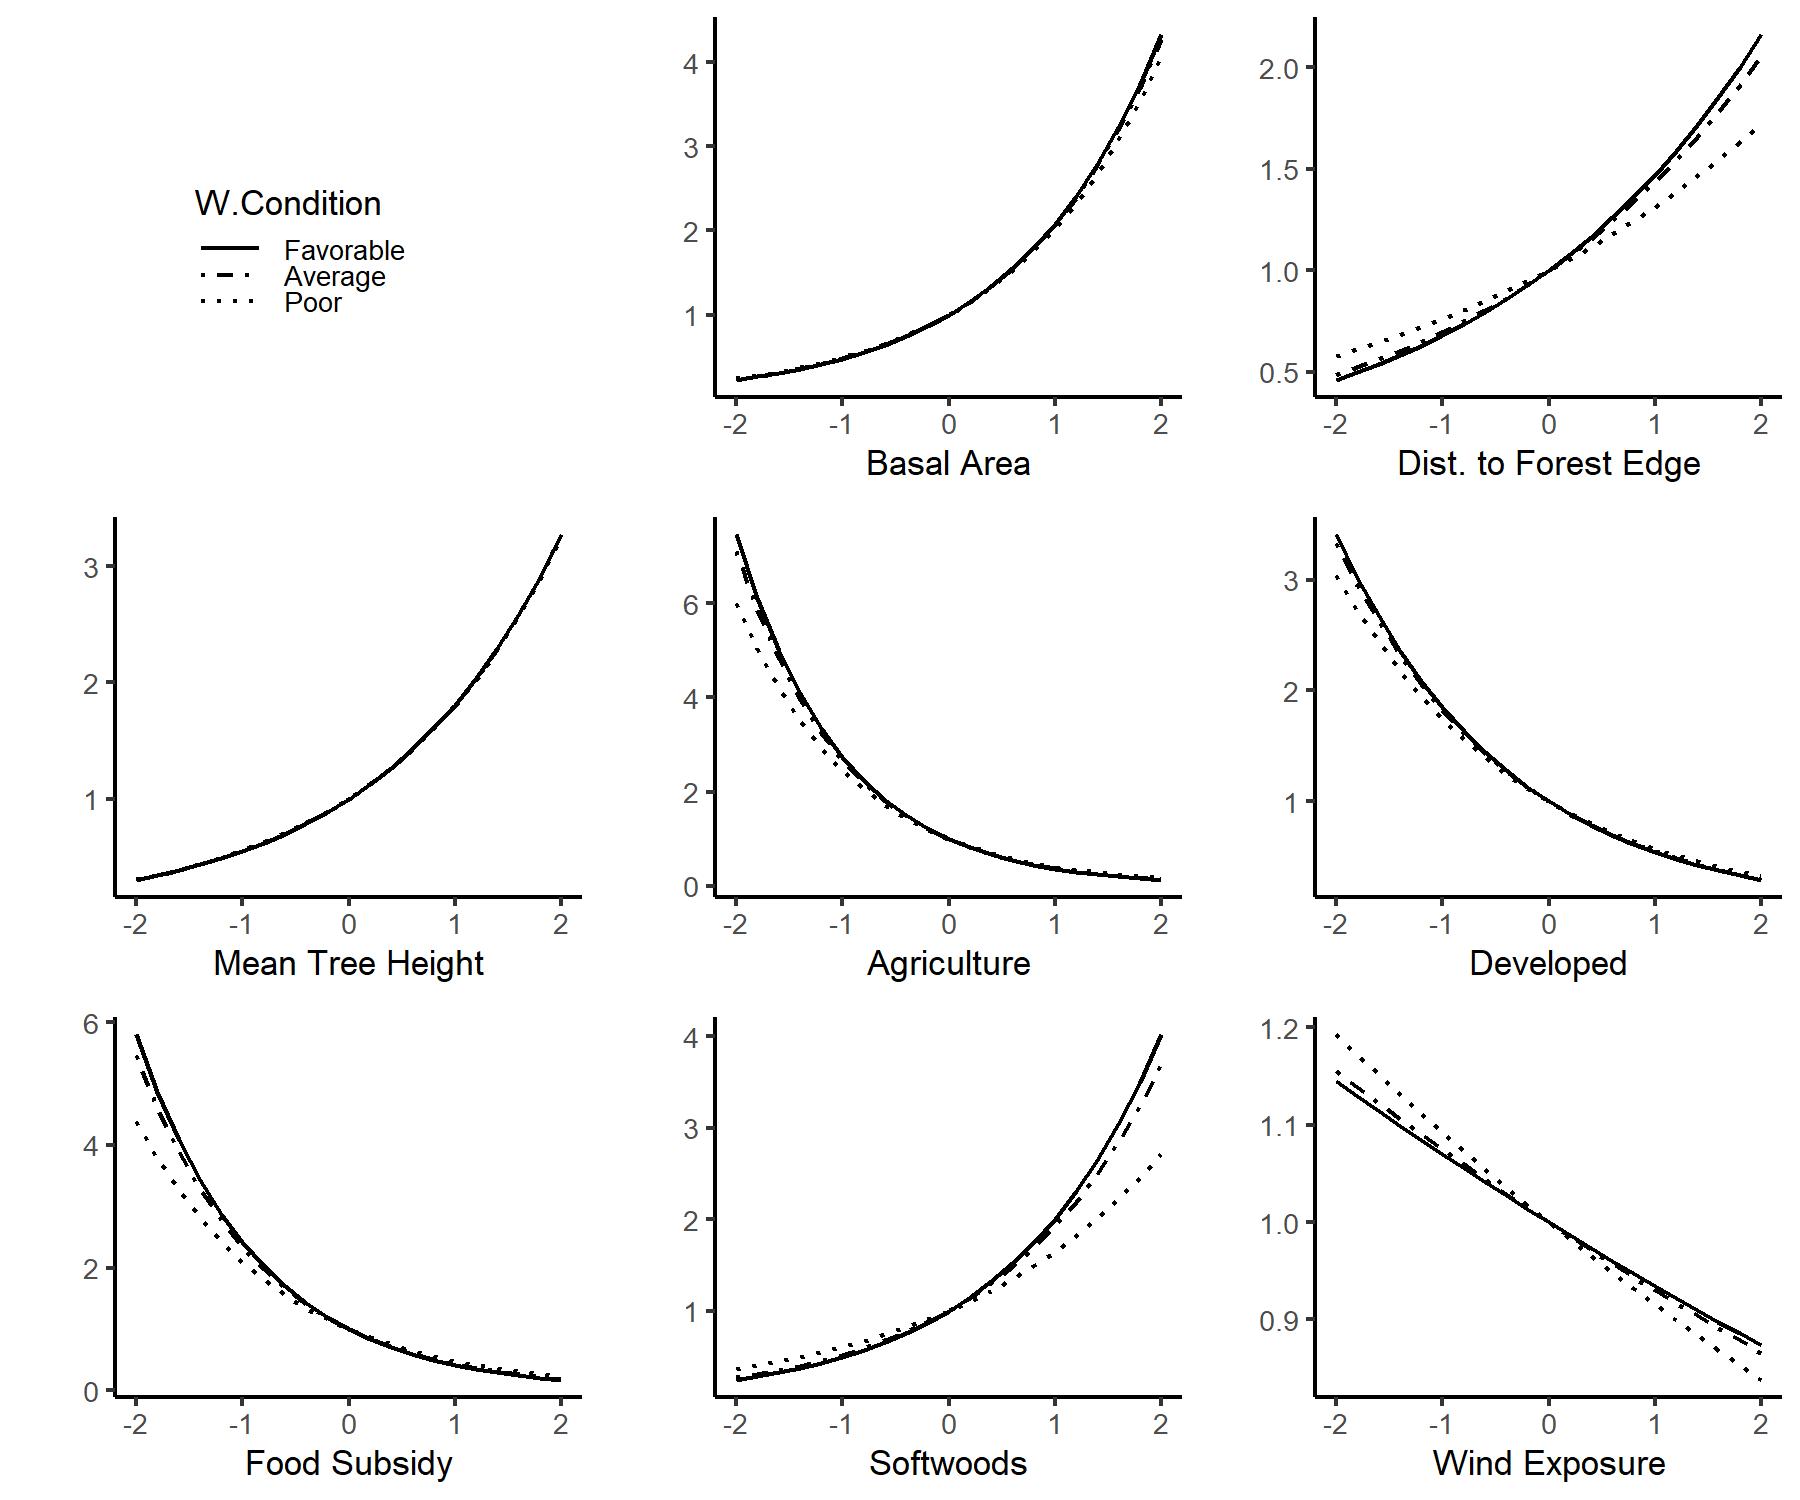 W.Condition
Favorable
Average
Poor
4
3
2
1
-2 -1 0 1 2
Basal Area
2.0
1.5
1.0
0.5
-2 -1 0 1 2
Dist. to Forest Edge
3
2
1
-2 -1 0 1 2
Mean Tree Height
6
4
2
0
-2 -1 0 1 2
Agriculture
3
2
1
-2 -1 0 1 2
Developed
6
4
2
0
-2 -1 0 1 2
Food Subsidy
4
3
2
1
-2 -1 0 1 2
Softwoods
1.2
1.1
1.0
0.9
-2 -1 0 1 2
Wind Exposure